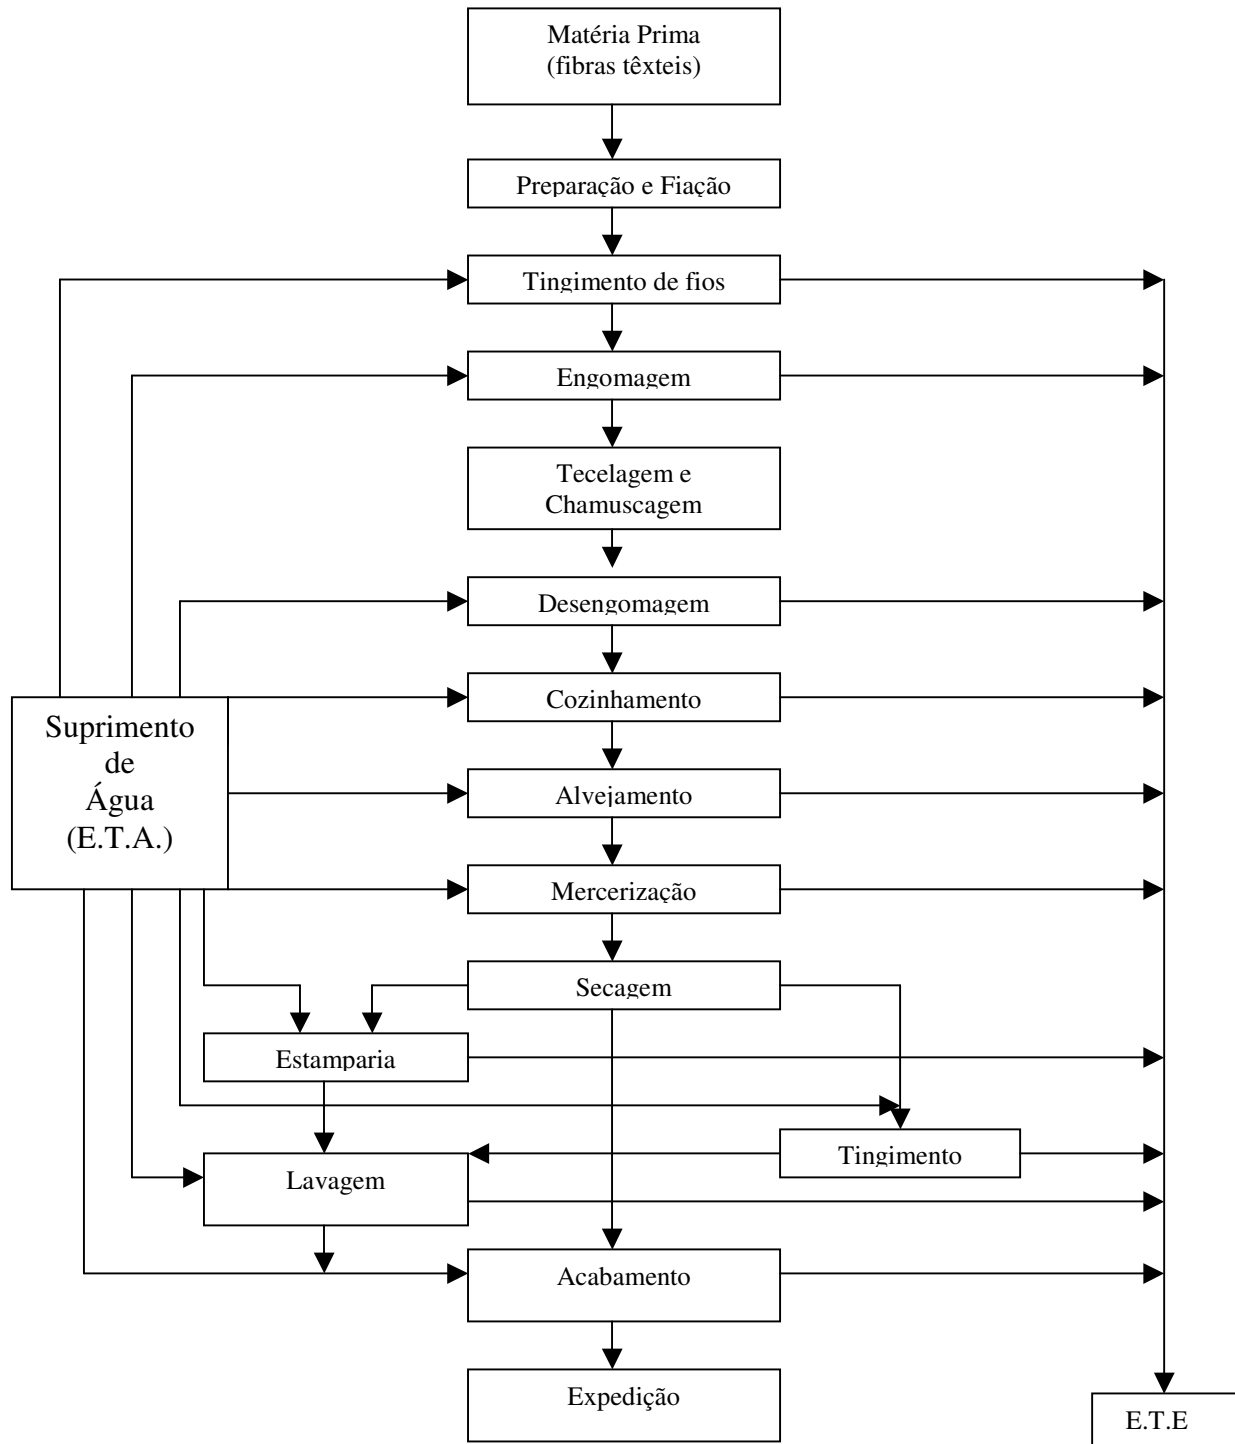 Matéria Prima
(fibras têxteis)
Preparação e Fiação
Tingimento de fios
Engomagem
Tecelagem e
Chamuscagem
Desengomagem
Cozinhamento
Suprimento
de
Água
(E.T.A.)
Alvejamento
Mercerização
Secagem
Estamparia
Tingimento
Lavagem
Acabamento
Expedição
E.T.E